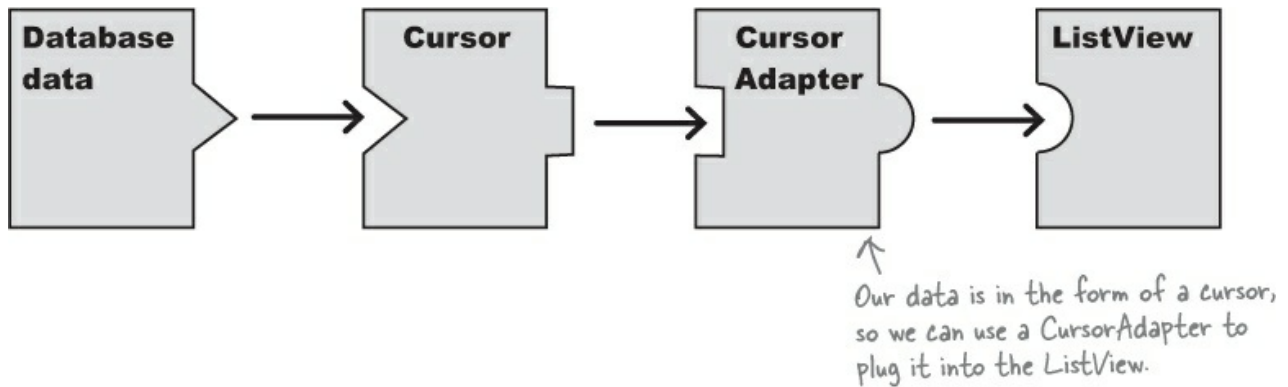 Database
data
Cursor
Cursor
Adapter
ListView
Our data is in the form of a cursor,
so we can use a CursorAdapter to
plug it into the ListView.